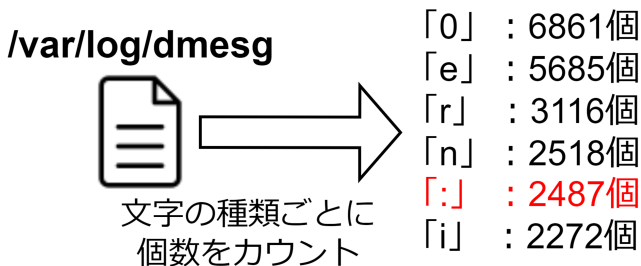 /var/log/dmesg
文字の種類ごとに
個数をカウント
「0」：6861個
「e」：5685個
「r」：3116個
「n」：2518個
「:」：2487個
「i」：2272個